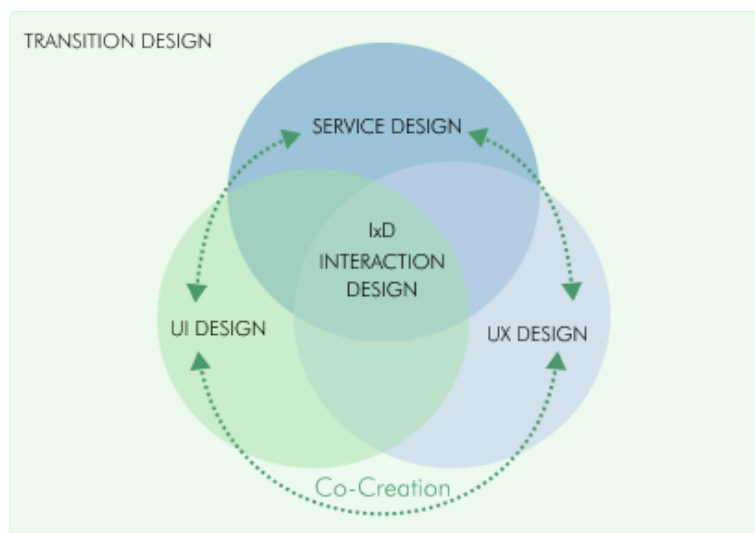 TRANSITION DESIGN
SERVICE DESIGN
IxD
INTERACTION
DESIGN
UI DESIGN
UX DESIGN
Co-Creation